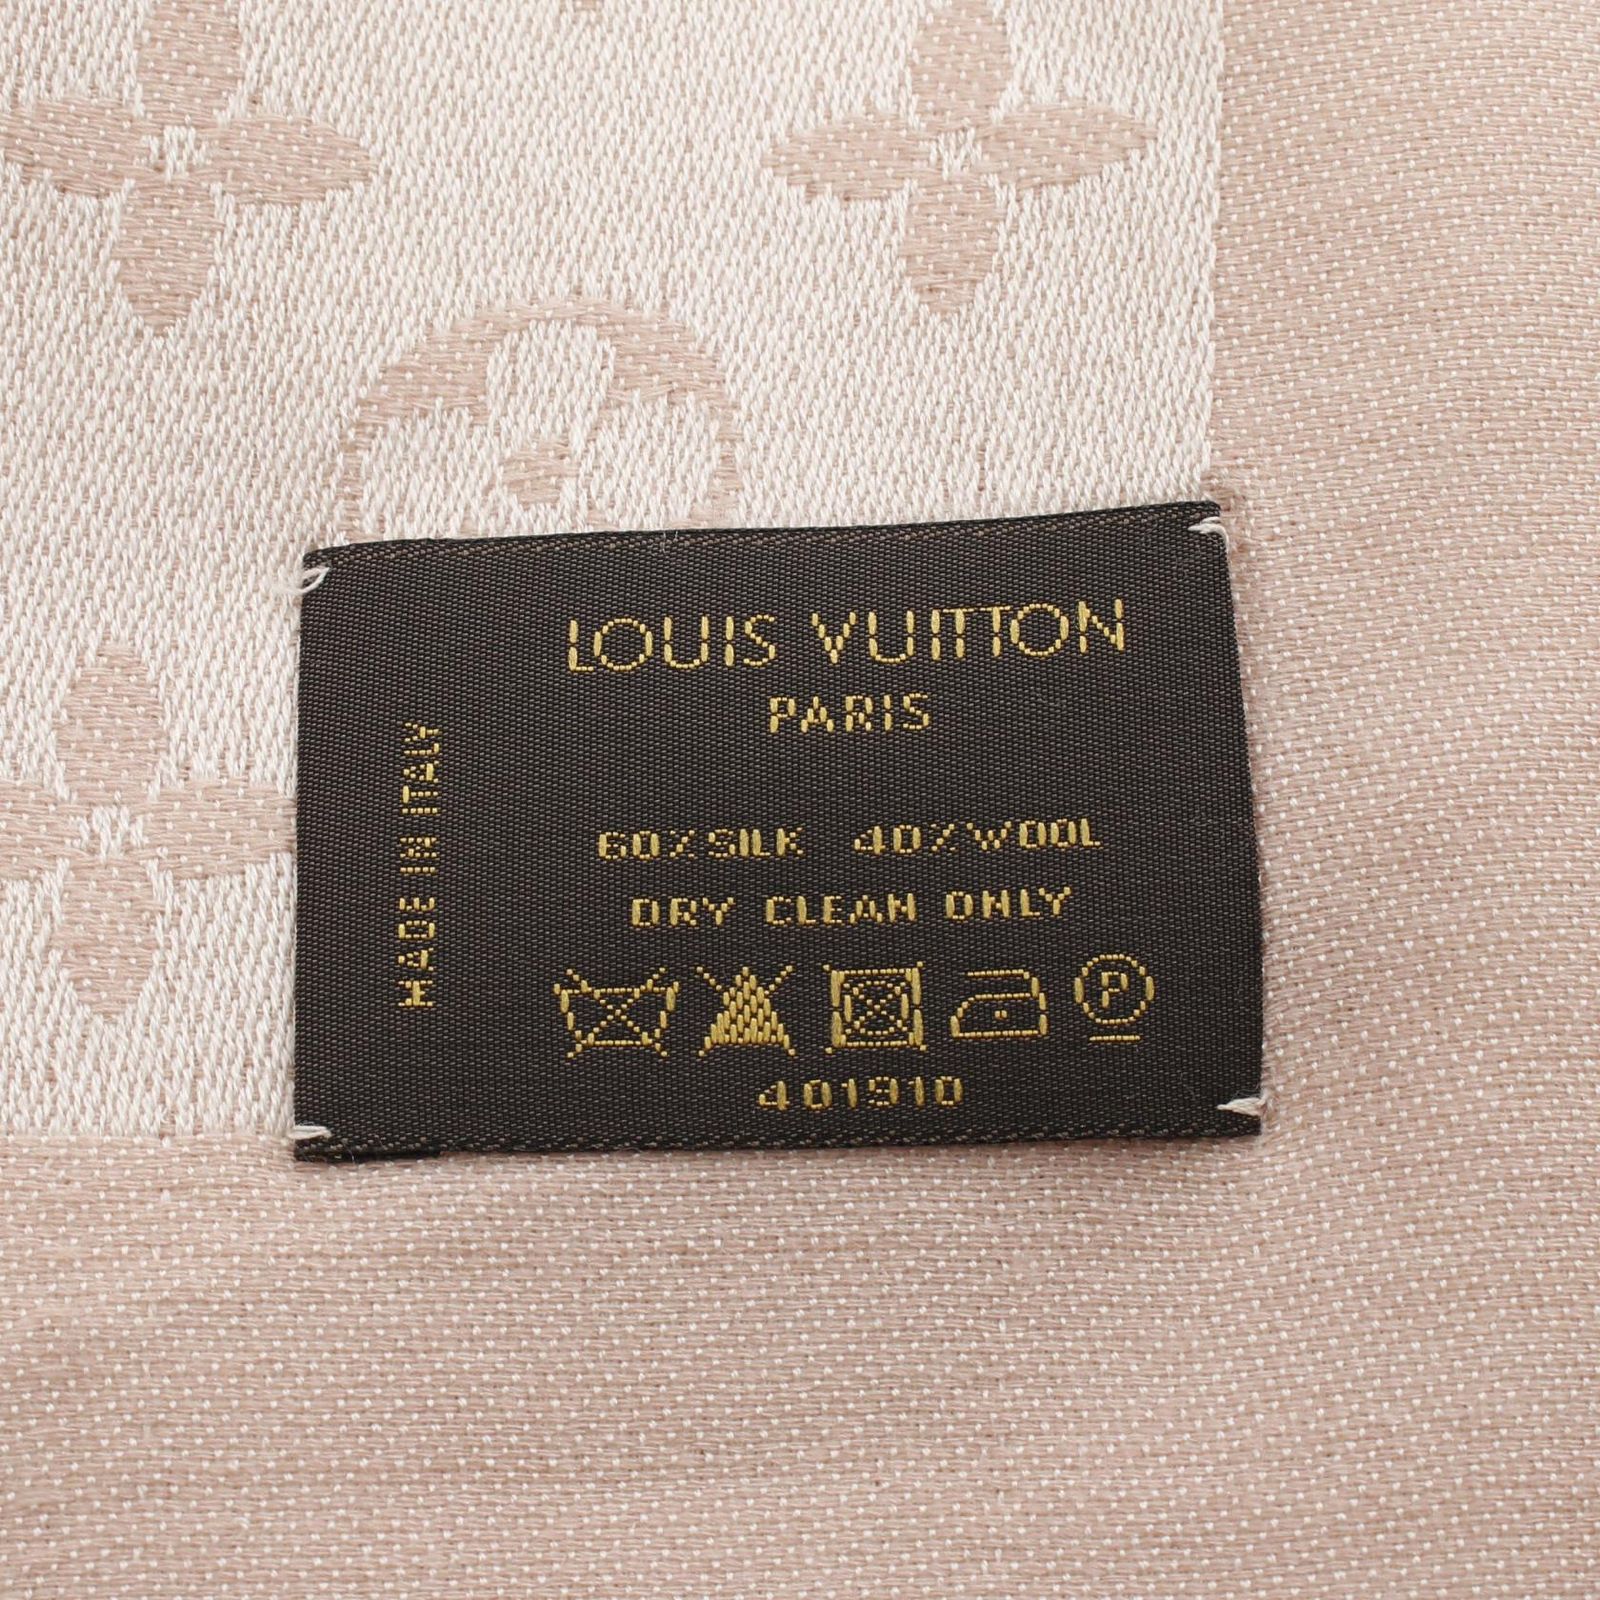 LOUIS VUITTON
PARIS
MADE IN ITALY
60% SILK 40% WOOL
DRY CLEAN ONLY
P
401910